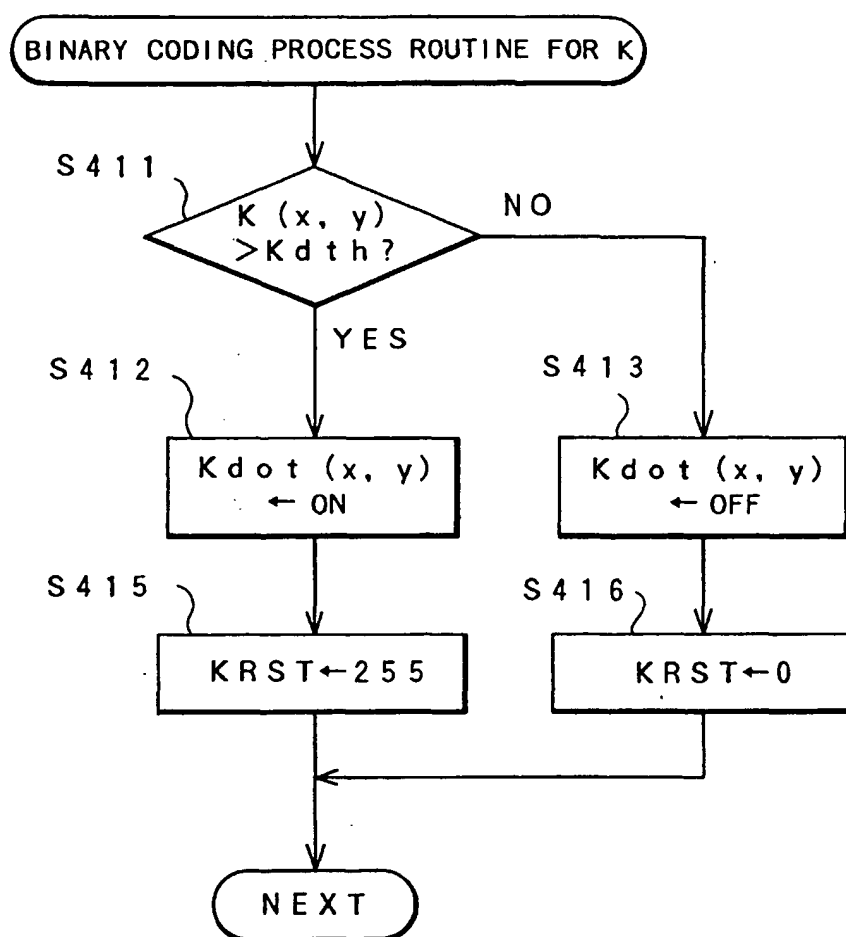 BINARY CODING PROCESS ROUTINE FOR K
S411
K (x, y)
>Kdth?
NO
YES
S412
Kdot (x, y)
← ON
S413
Kdot (x, y)
← OFF
S415
KRST←255
S416
KRST←0
NEXT